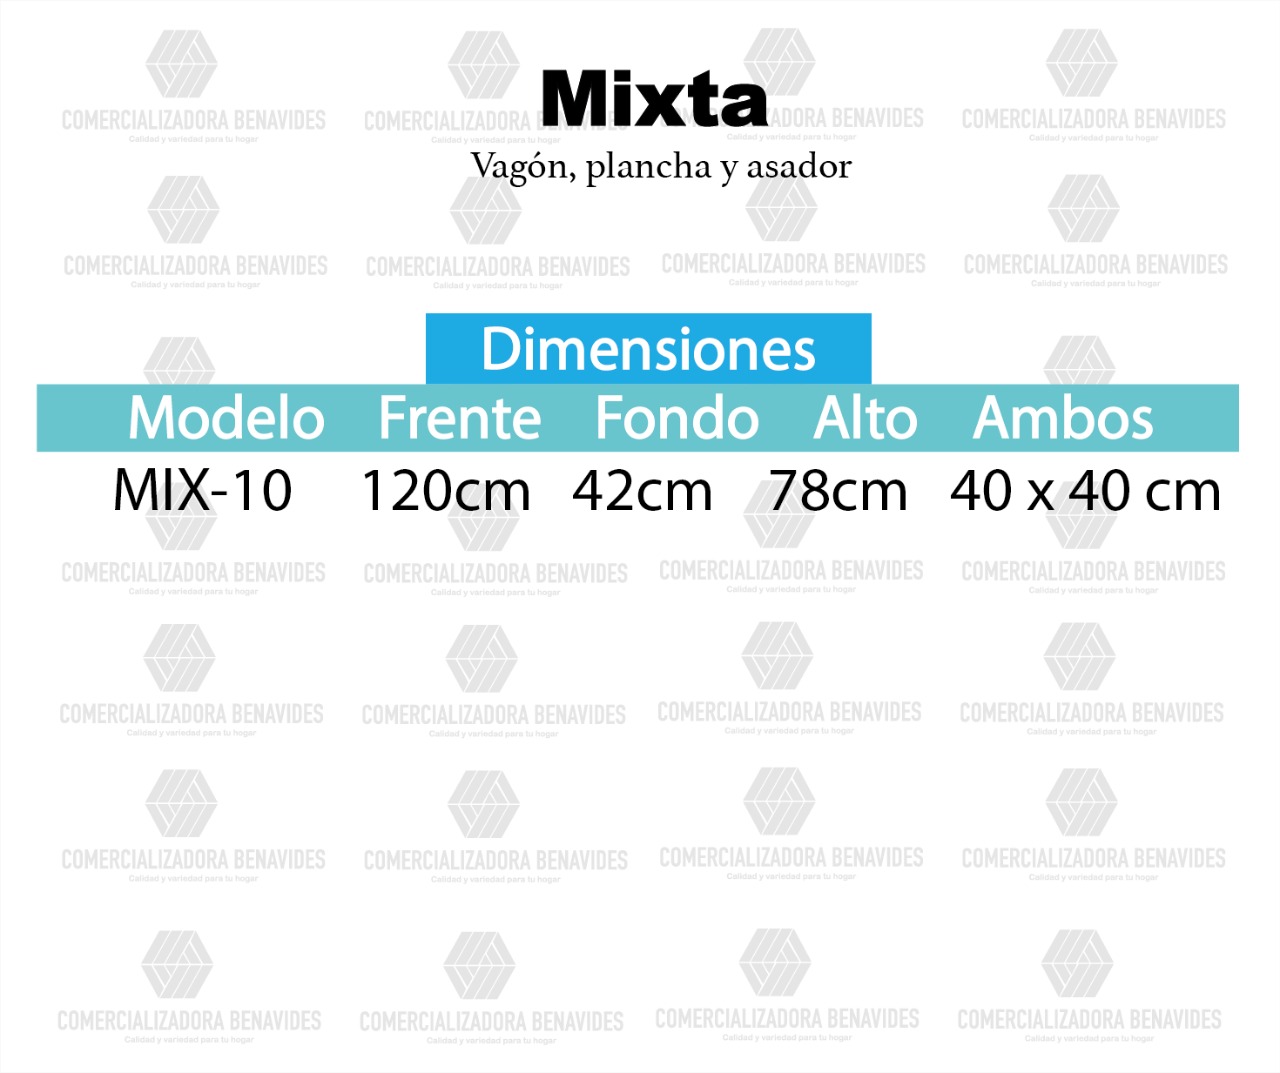 Mixta
Vagón, plancha y asador
Dimensiones
Modelo Frente Fondo Alto Ambos
MIX-10 120cm 42cm 78cm 40 x 40 cm
COMERCIALIZADORA BENAVIDES
Calidad y variedad para tu hogar